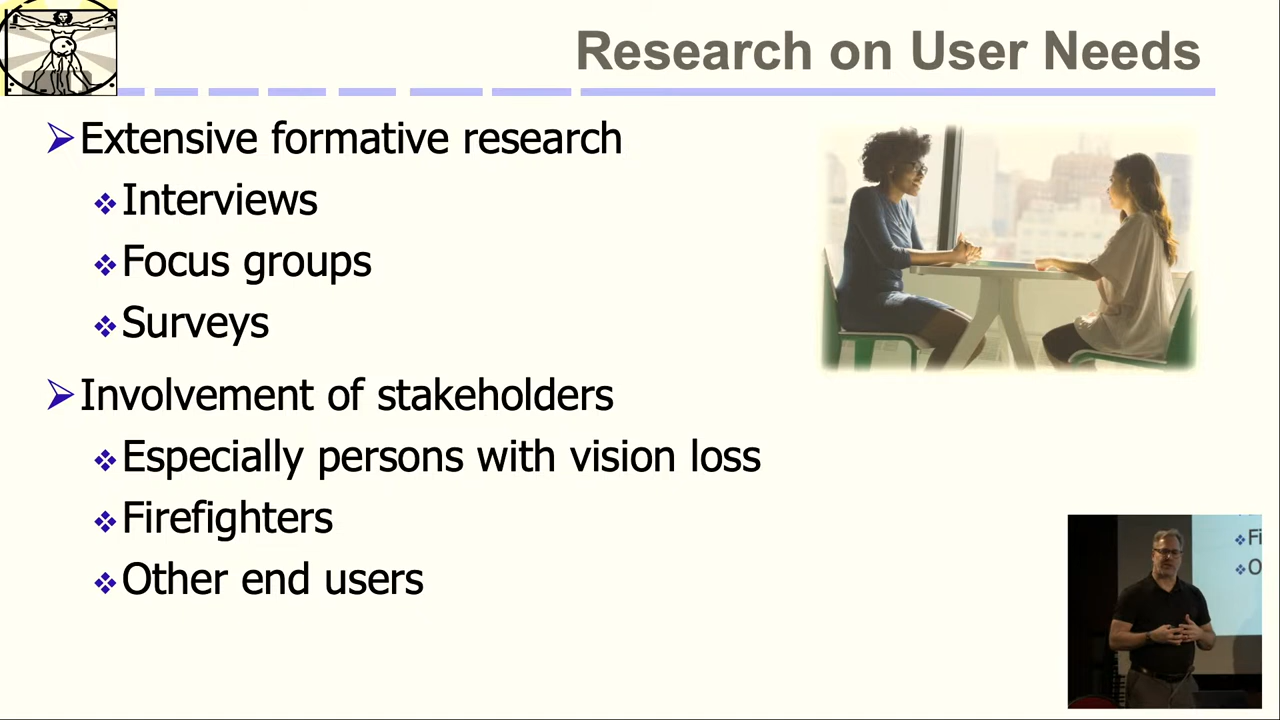 Research on User Needs
Extensive formative research
Interviews
Focus groups
Surveys
Involvement of stakeholders
Especially persons with vision loss
Firefighters
Other end users
Fi
O